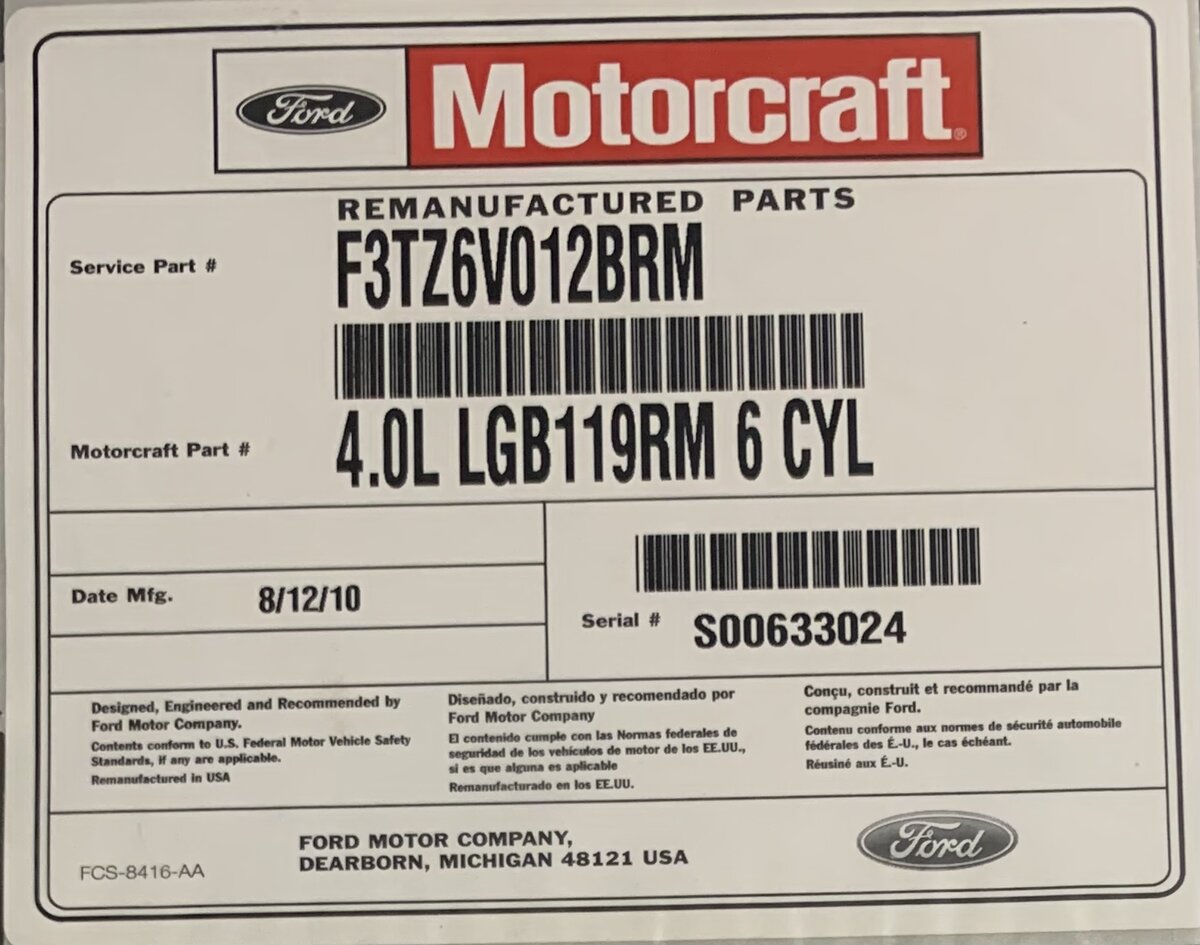 Ford
Motorcraft®
REMANUFACTURED PARTS
Service Part # F3TZ6V012BRM
Motorcraft Part # 4.0L LGB119RM 6 CYL
Date Mfg. 8/12/10
Serial # S00633024
Designed, Engineered and Recommended by
Ford Motor Company.
Contents conform to U.S. Federal Motor Vehicle Safety
Standards, if any are applicable.
Remanufactured in USA
Diseñado, construido y recomendado por
Ford Motor Company
El contenido cumple con las Normas federales de
seguridad de los vehículos de motor de los EE.UU.,
si es que alguna es aplicable
Remanufacturado en los EE.UU.
Conçu, construit et recommandé par la
compagnie Ford.
Contenu conforme aux normes de sécurité automobile
fédérales des É.-U., le cas échéant.
Réusiné aux É.-U.
FCS-8416-AA
FORD MOTOR COMPANY,
DEARBORN, MICHIGAN 48121 USA
Ford